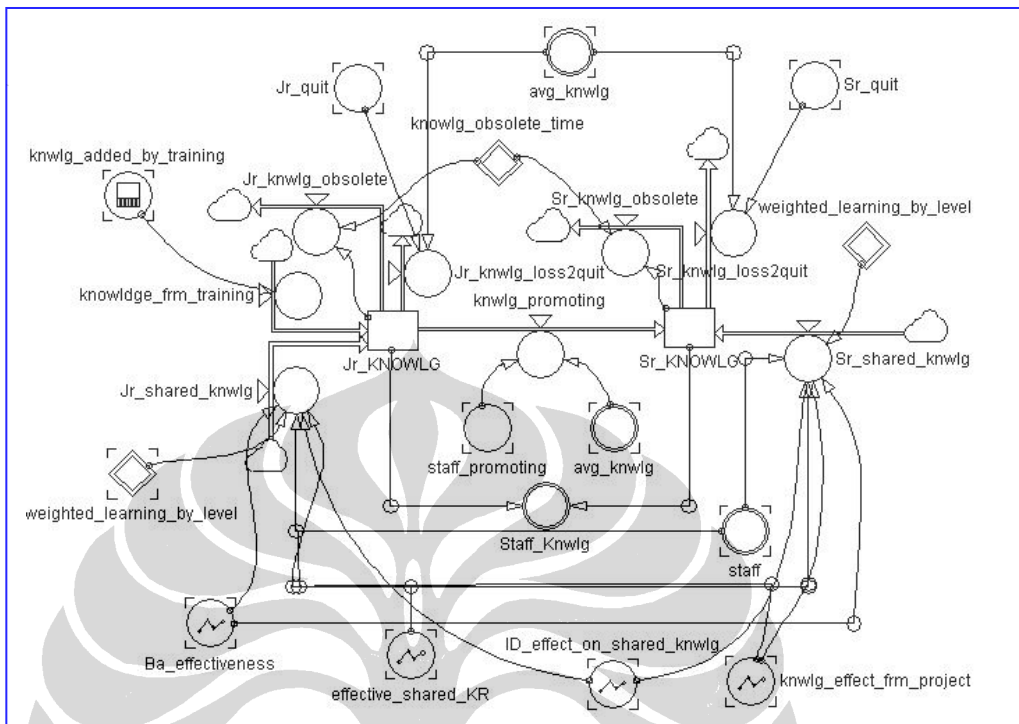 Jr_quit
avg_knwlg
Sr_quit
knowlg_obsolete_time
knwlg_added_by_training
Jr_knwlg_obsolete
Sr_knwlg_obsolete
weighted_learning_by_level
Jr_knwlg_loss2quit
Sr_knwlg_loss2quit
knowldge_frm_training
knwlg_promoting
Jr_KNOWLG
Sr_KNOWLG
Sr_shared_knwlg
Jr_shared_knwlg
staff_promoting
avg_knwlg
weighted_learning_by_level
Staff_Knwlg
staff
Ba_effectiveness
ID_effect_on_shared_knwlg
effective_shared_KR
knwlg_effect_frm_project